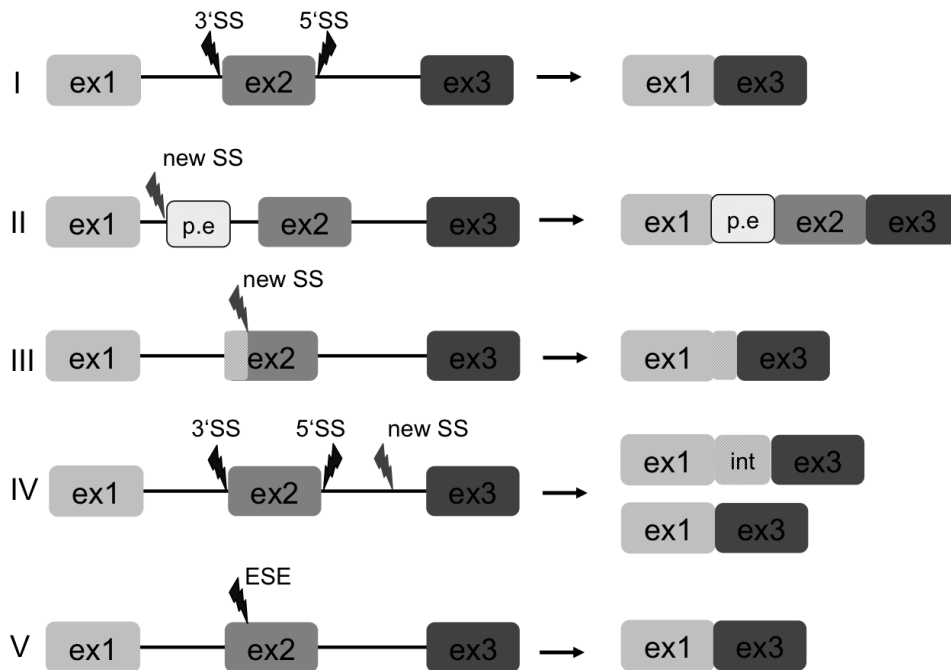 3‘SS 5‘SS
I ex1 ex2 ex3 ex1 ex3
new SS
II ex1 p.e ex2 ex3 ex1 p.e ex2 ex3
new SS
III ex1 ex2 ex3 ex1 ex3
3‘SS 5‘SS new SS
IV ex1 ex2 ex3 ex1 int ex3
ex1 ex3
ESE
V ex1 ex2 ex3 ex1 ex3